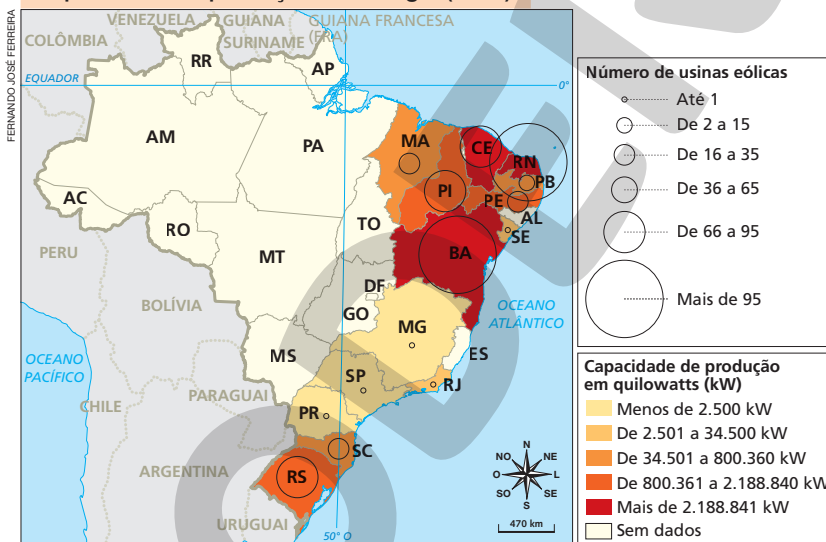 FERNANDO JOSÉ FERREIRA
VENEZUELA
GUIANA
GUIANA FRANCESA
(FRA)
SURINAME
COLÔMBIA
EQUADOR
0°
RR
AP
AM
PA
MA
CE
RN
PB
PI
PE
AL
SE
AC
RO
TO
BA
MT
PERU
DF
GO
BOLÍVIA
MG
OCEANO
ATLÂNTICO
MS
ES
SP
RJ
OCEANO
PACÍFICO
PARAGUAI
CHILE
PR
SC
ARGENTINA
RS
URUGUAI
50° O
N
NO
NE
O
L
SO
SE
S
470 km
Número de usinas eólicas
Até 1
De 2 a 15
De 16 a 35
De 36 a 65
De 66 a 95
Mais de 95
Capacidade de produção
em quilowatts (kW)
Menos de 2.500 kW
De 2.501 a 34.500 kW
De 34.501 a 800.360 kW
De 800.361 a 2.188.840 kW
Mais de 2.188.841 kW
Sem dados